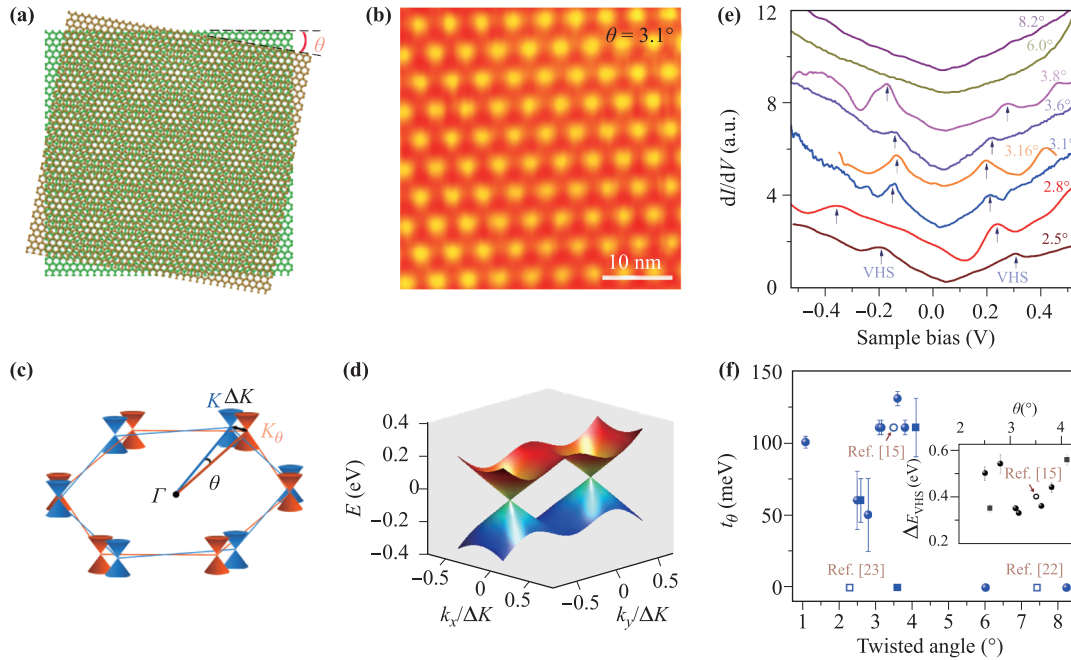 (a)
θ
(b)
θ = 3.1°
10 nm
(c)
K
ΔK
K_θ
Γ
θ
(d)
0.4
0.2
0
−0.2
−0.4
E (eV)
−0.5
0
0.5
k_x/ΔK
−0.5
0
0.5
k_y/ΔK
(e)
12
8
4
0
dI/dV (a.u.)
8.2°
6.0°
3.8°
3.6°
3.16°
3.1°
2.8°
2.5°
VHS
VHS
−0.4
−0.2
0.0
0.2
0.4
Sample bias (V)
(f)
150
100
50
0
t_θ (meV)
Ref. [15]
Ref. [23]
Ref. [22]
1
2
3
4
5
6
7
8
Twisted angle (°)
θ(°)
2
3
4
0.6
0.4
0.2
ΔE_VHS (eV)
Ref. [15]